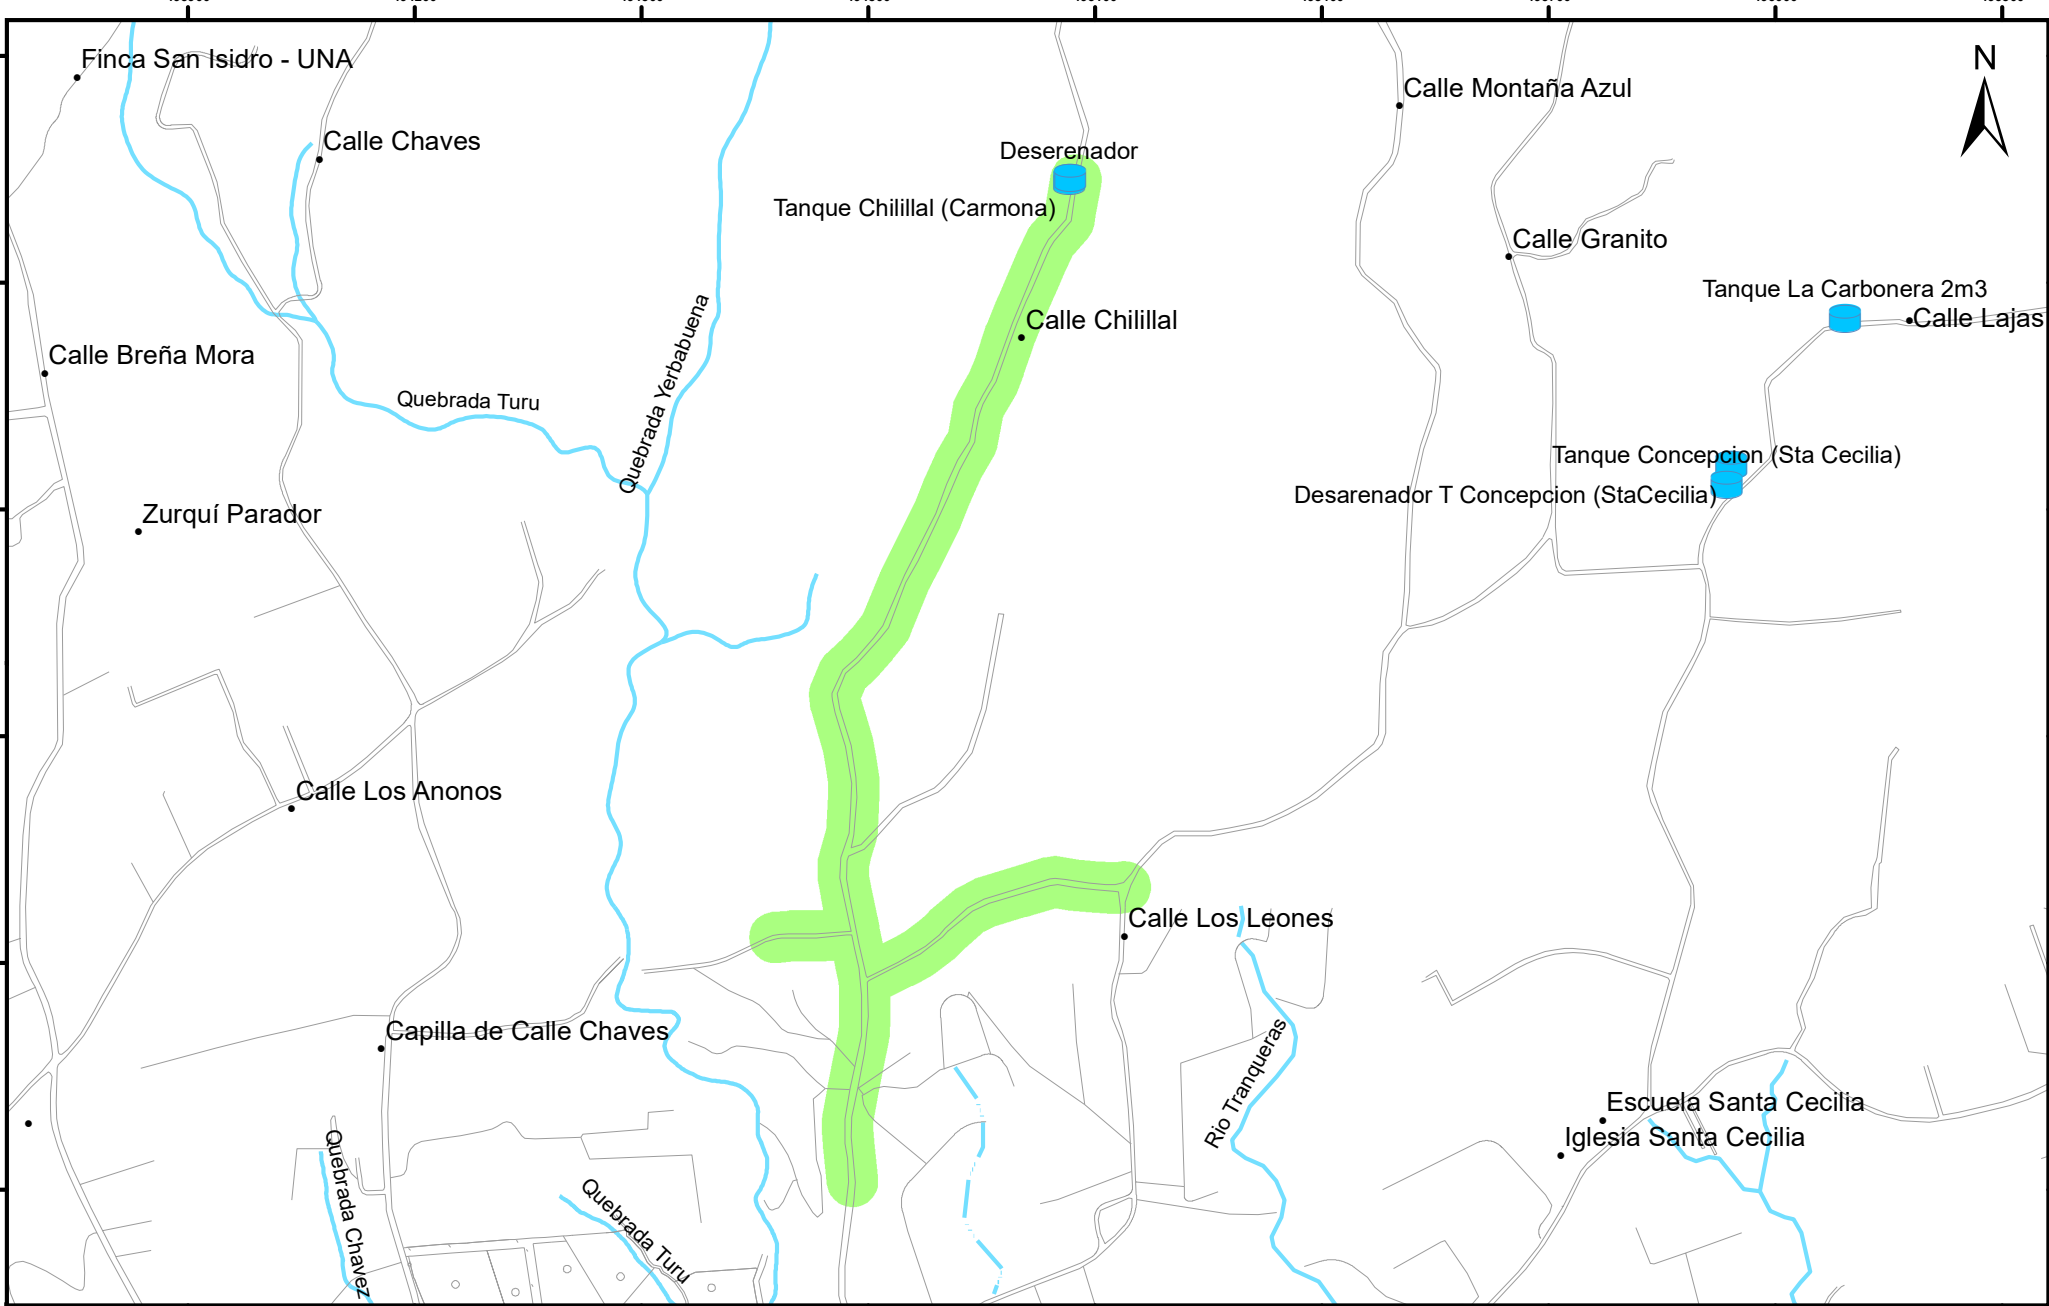 Finca San Isidro - UNA
N
Calle Montaña Azul
Calle Chaves
Deserenador
Tanque Chilillal (Carmona)
Calle Granito
Tanque La Carbonera 2m3
Calle Lajas
Calle Chilillal
Calle Breña Mora
Quebrada Turu
Quebrada Yerbabuena
Tanque Concepcion (Sta Cecilia)
Desarenador T Concepcion (StaCecilia)
Zurquí Parador
Calle Los Anonos
Calle Los Leones
Capilla de Calle Chaves
Rio Tranqueras
Escuela Santa Cecilia
Iglesia Santa Cecilia
Quebrada Chavez
Quebrada Turu